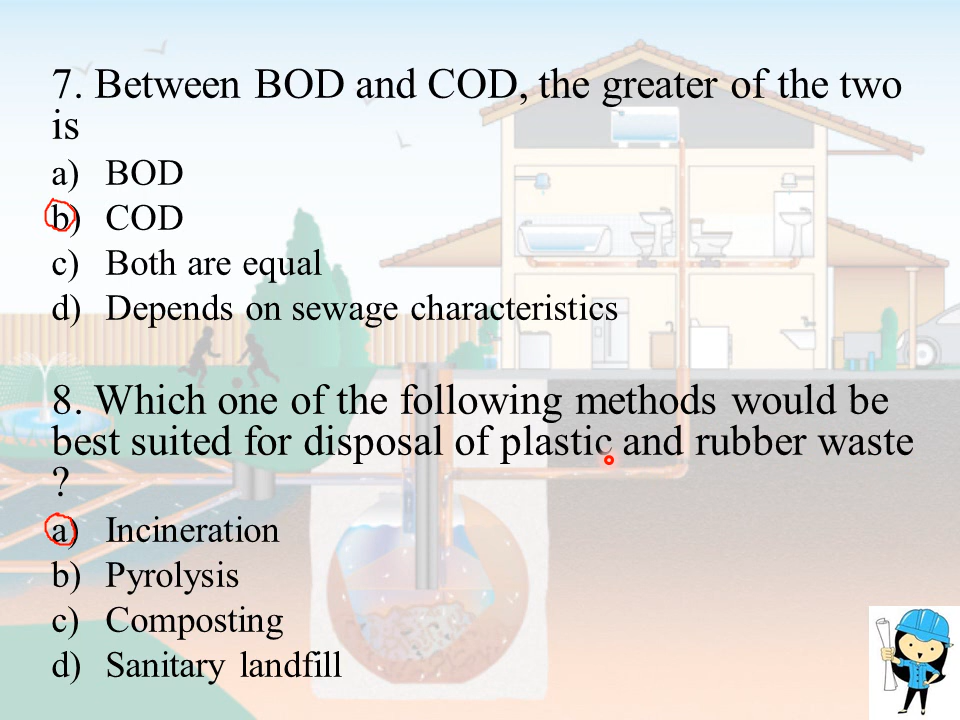 7. Between BOD and COD, the greater of the two
is
a) BOD
b) COD
c) Both are equal
d) Depends on sewage characteristics
8. Which one of the following methods would be
best suited for disposal of plastic and rubber waste
?
a) Incineration
b) Pyrolysis
c) Composting
d) Sanitary landfill